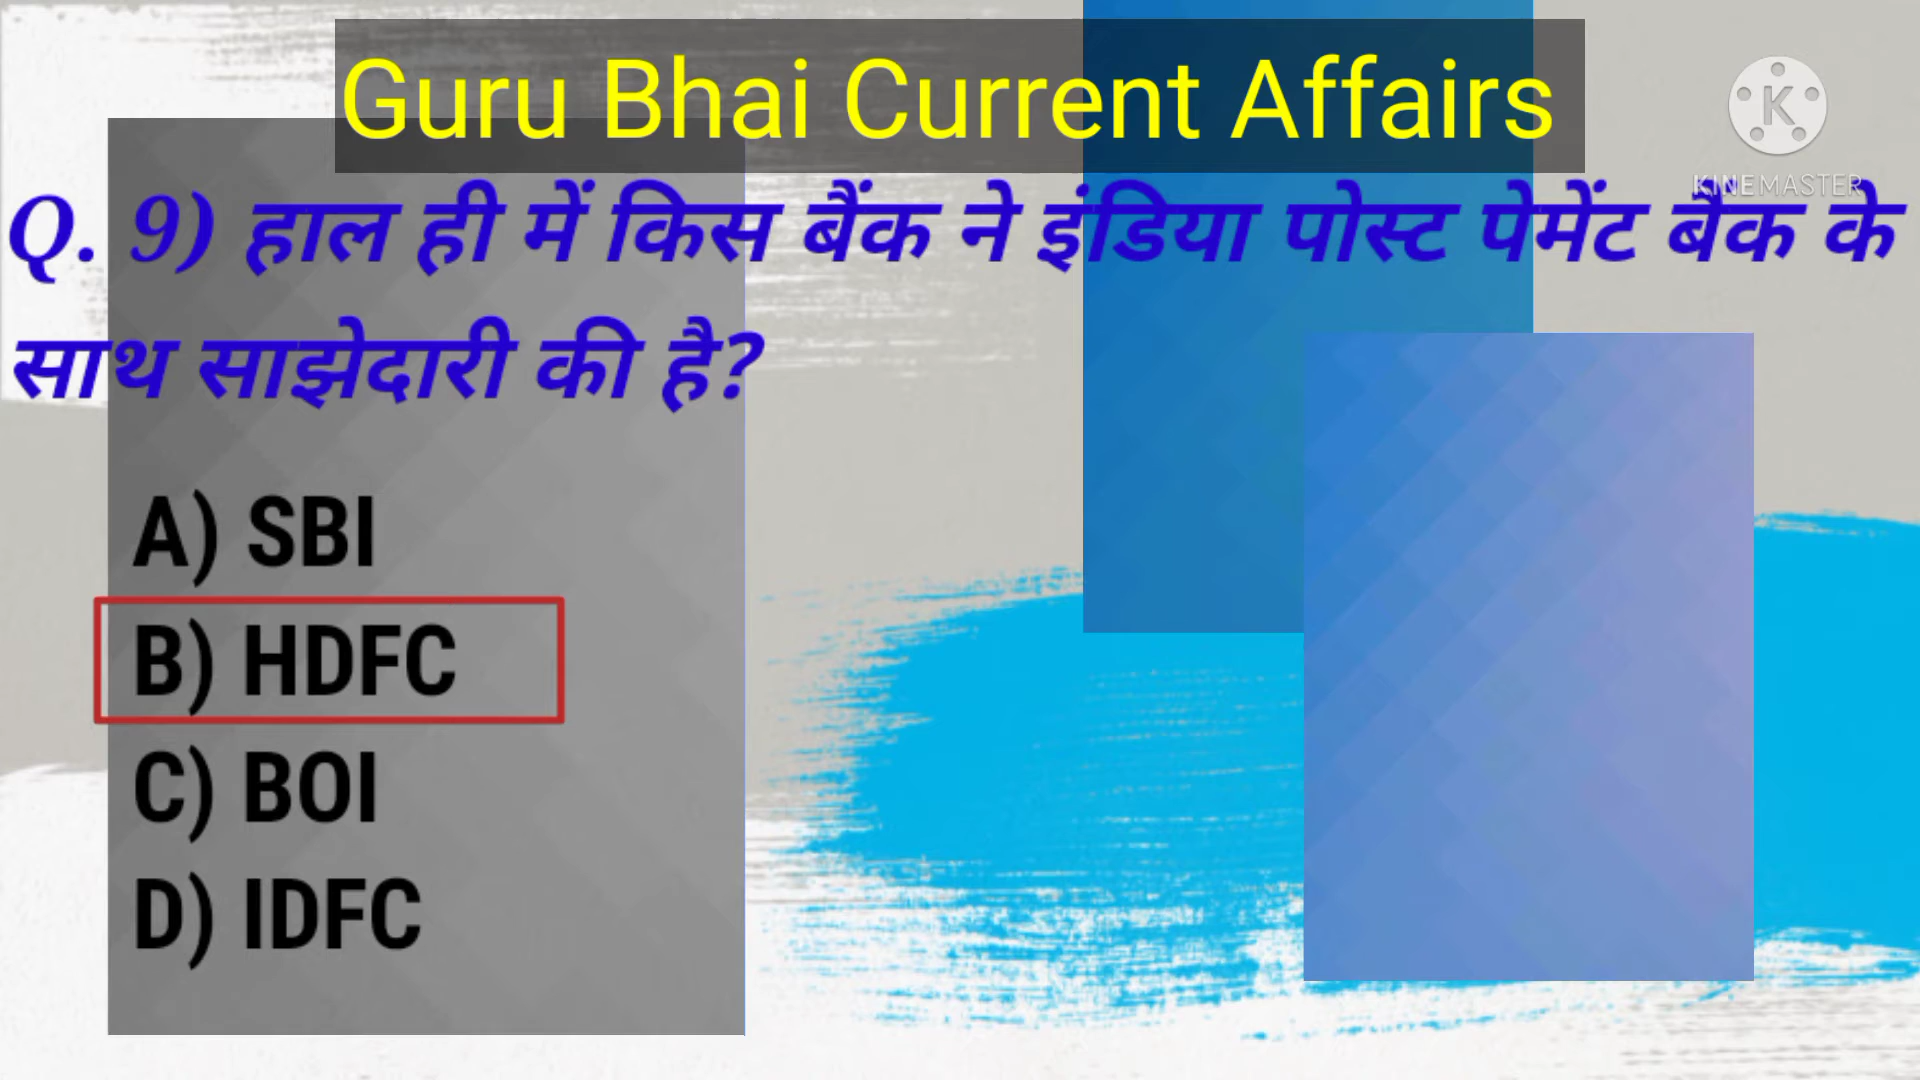 Guru Bhai Current Affairs
K
KINEMASTER
Q. 9) हाल ही में किस बैंक ने इंडिया पोस्ट पेमेंट बैंक के
साथ साझेदारी की है?
A) SBI
B) HDFC
C) BOI
D) IDFC